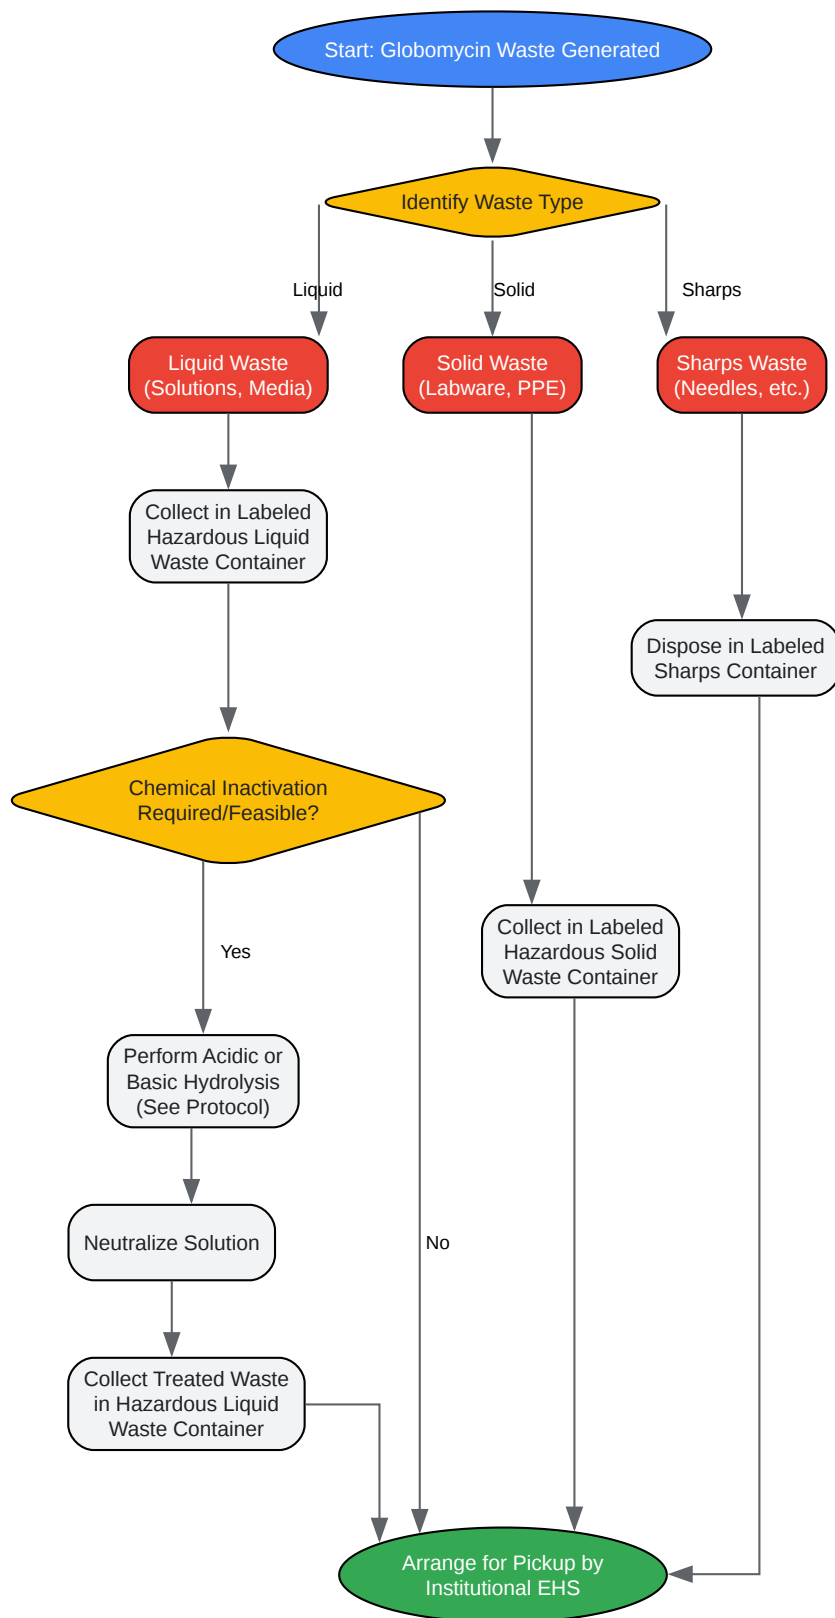 Start: Globomycin Waste Generated
Identify Waste Type
Liquid
Solid
Sharps
Liquid Waste
(Solutions, Media)
Solid Waste
(Labware, PPE)
Sharps Waste
(Needles, etc.)
Collect in Labeled
Hazardous Liquid
Waste Container
Dispose in Labeled
Sharps Container
Chemical Inactivation
Required/Feasible?
Collect in Labeled
Hazardous Solid
Waste Container
Yes
Perform Acidic or
Basic Hydrolysis
(See Protocol)
Neutralize Solution
No
Collect Treated Waste
in Hazardous Liquid
Waste Container
Arrange for Pickup by
Institutional EHS